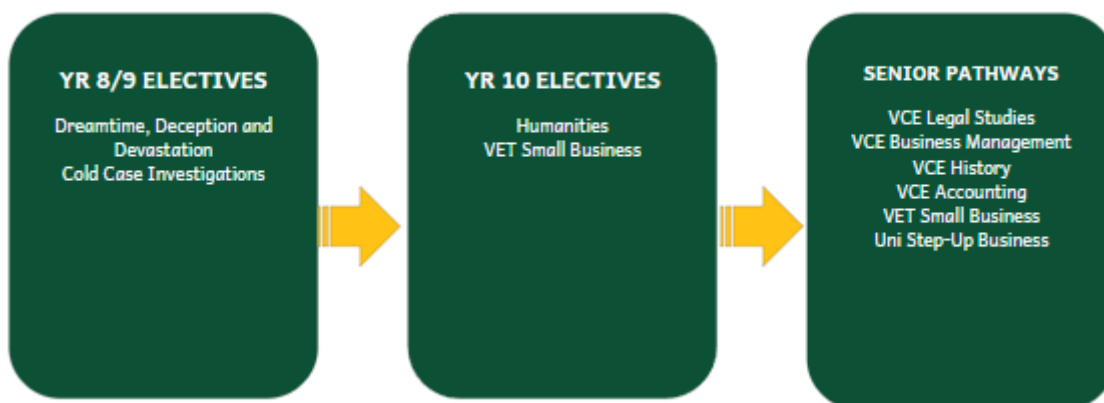 YR 8/9 ELECTIVES
Dreamtime, Deception and
Devastation
Cold Case Investigations
YR 10 ELECTIVES
Humanities
VET Small Business
SENIOR PATHWAYS
VCE Legal Studies
VCE Business Management
VCE History
VCE Accounting
VET Small Business
Uni Step-Up Business